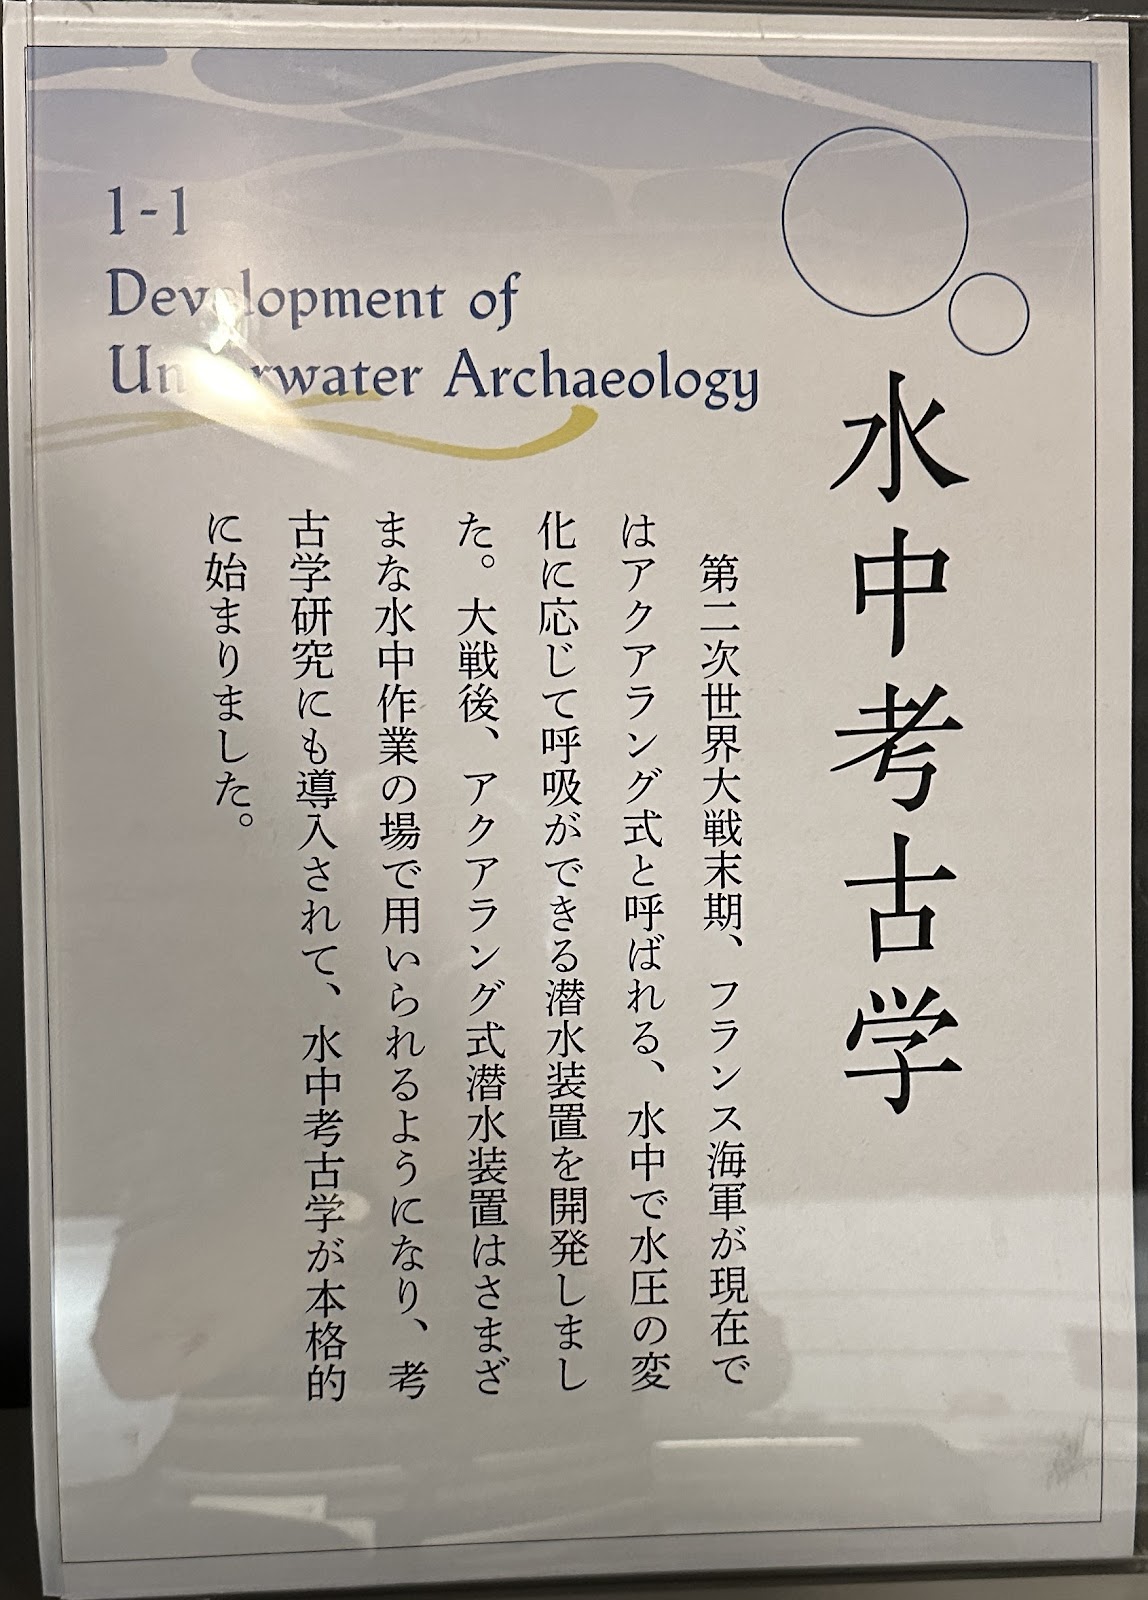 1-1
Development of
Underwater Archaeology
水中考古学
第二次世界大戦末期、フランス海軍が現在で
はアクアラング式と呼ばれる、水中で水圧の変
化に応じて呼吸ができる潜水装置を開発しまし
た。大戦後、アクアラング式潜水装置はさまざ
まな水中作業の場で用いられるようになり、考
古学研究にも導入されて、水中考古学が本格的
に始まりました。